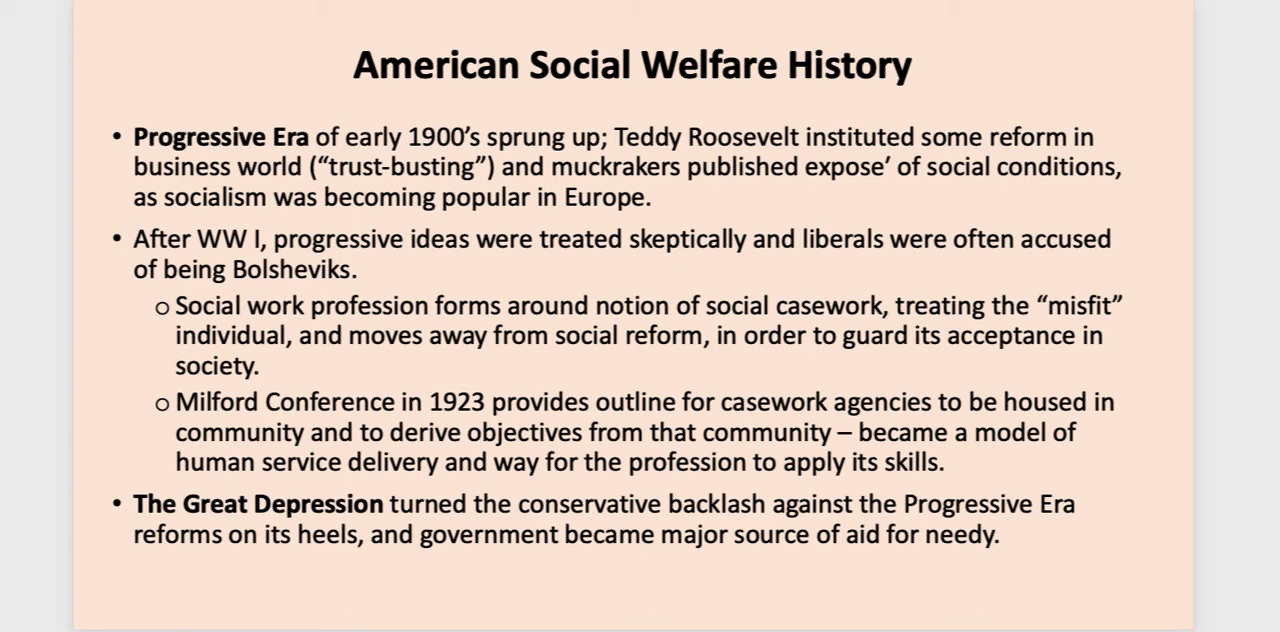 American Social Welfare History
• Progressive Era of early 1900’s sprung up; Teddy Roosevelt instituted some reform in
business world (“trust-busting”) and muckrakers published expose’ of social conditions,
as socialism was becoming popular in Europe.
• After WW I, progressive ideas were treated skeptically and liberals were often accused
of being Bolsheviks.
o Social work profession forms around notion of social casework, treating the “misfit”
individual, and moves away from social reform, in order to guard its acceptance in
society.
o Milford Conference in 1923 provides outline for casework agencies to be housed in
community and to derive objectives from that community – became a model of
human service delivery and way for the profession to apply its skills.
• The Great Depression turned the conservative backlash against the Progressive Era
reforms on its heels, and government became major source of aid for needy.